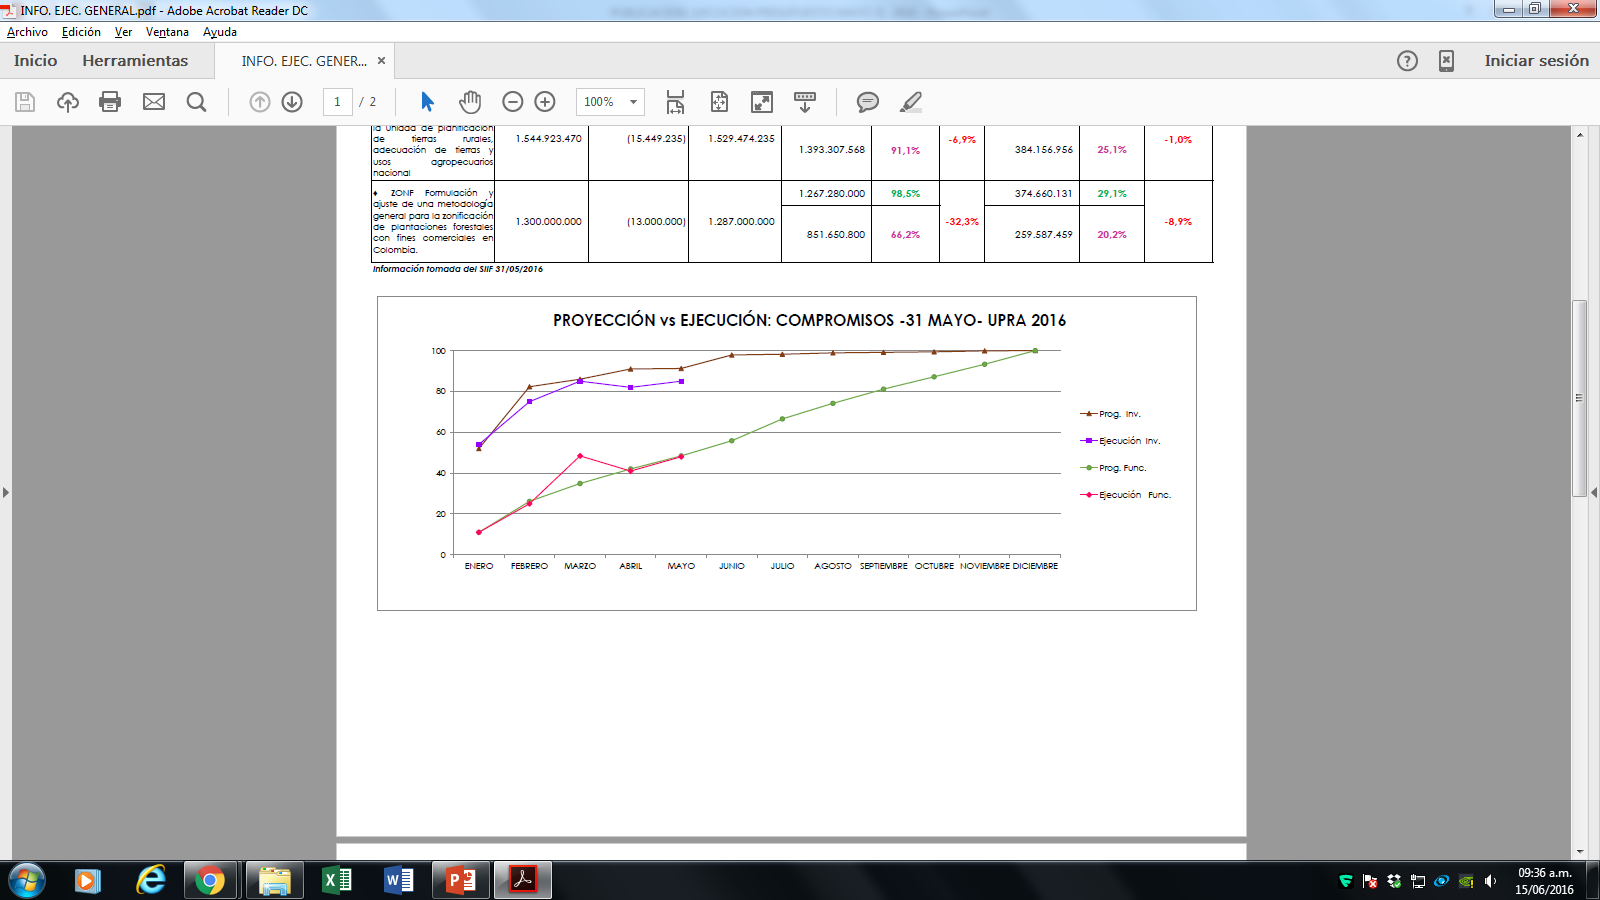 INFO. EJEC. GENERAL.pdf - Adobe Acrobat Reader DC
Archivo Edición Ver Ventana Ayuda
Inicio Herramientas INFO. EJEC. GENER... × Iniciar sesión
1 / 2 100%
la unidad de planificación
de tierras rurales,
adecuación de tierras y
usos agropecuarios
nacional
1.544.923.470 (15.449.235) 1.529.474.235 -6,9% -1,0%
1.393.307.568 91,1% 384.156.956 25,1%
♦ ZONF Formulación y
ajuste de una metodología
general para la zonificación
de plantaciones forestales
con fines comerciales en
Colombia.
1.267.280.000 98,5% 374.660.131 29,1%
1.300.000.000 (13.000.000) 1.287.000.000 -32,3% -8,9%
851.650.800 66,2% 259.587.459 20,2%
Información tomada del SIIF 31/05/2016
PROYECCIÓN vs EJECUCIÓN: COMPROMISOS -31 MAYO- UPRA 2016
100
80
60
40
20
0
ENERO FEBRERO MARZO ABRIL MAYO JUNIO JULIO AGOSTO SEPTIEMBRE OCTUBRE NOVIEMBRE DICIEMBRE
Prog. Inv.
Ejecución Inv.
Prog. Func.
Ejecución Func.
09:36 a.m.
15/06/2016